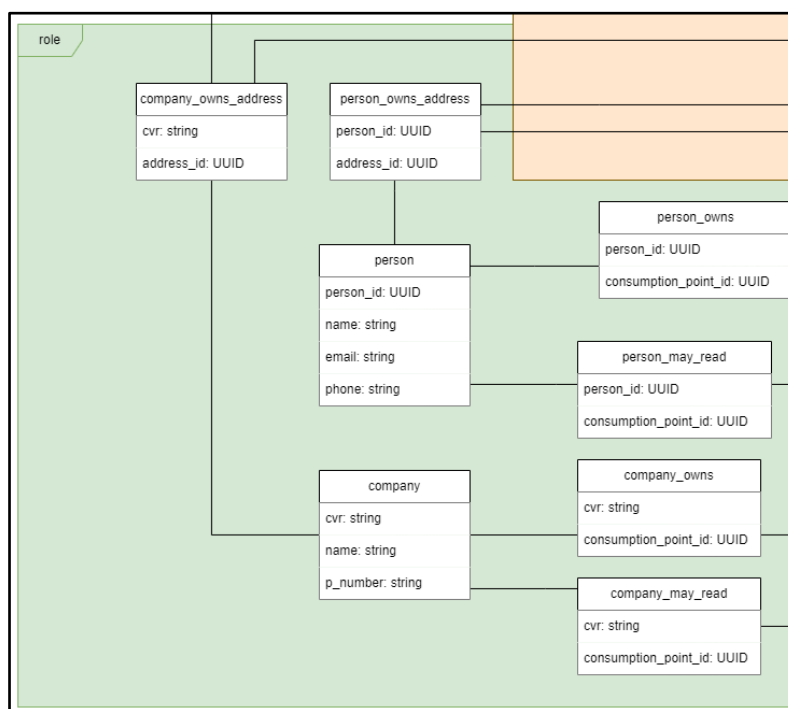 role
company_owns_address
cvr: string
address_id: UUID
person_owns_address
person_id: UUID
address_id: UUID
person_owns
person_id: UUID
consumption_point_id: UUID
person
person_id: UUID
name: string
email: string
phone: string
person_may_read
person_id: UUID
consumption_point_id: UUID
company
cvr: string
name: string
p_number: string
company_owns
cvr: string
consumption_point_id: UUID
company_may_read
cvr: string
consumption_point_id: UUID